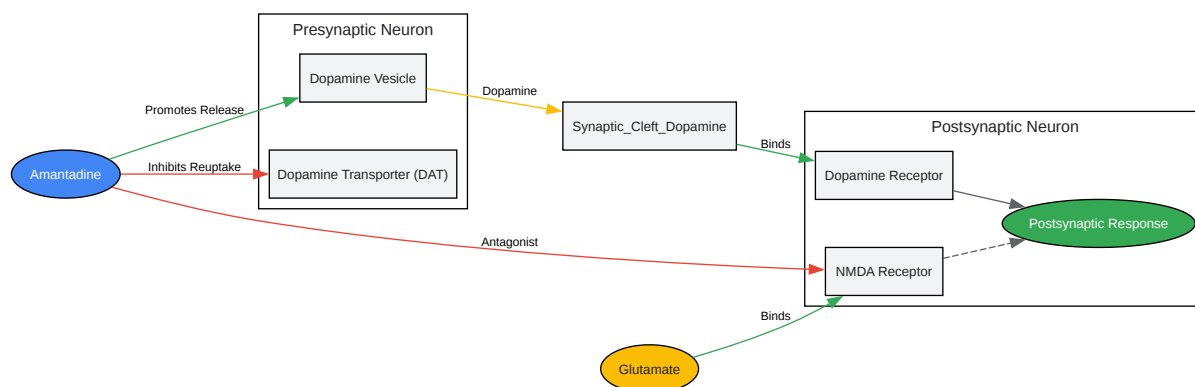 Presynaptic Neuron
Dopamine Vesicle
Promotes Release
Dopamine
Synaptic_Cleft_Dopamine
Postsynaptic Neuron
Binds
Amantadine
Inhibits Reuptake
Dopamine Transporter (DAT)
Dopamine Receptor
Postsynaptic Response
Antagonist
NMDA Receptor
Binds
Glutamate